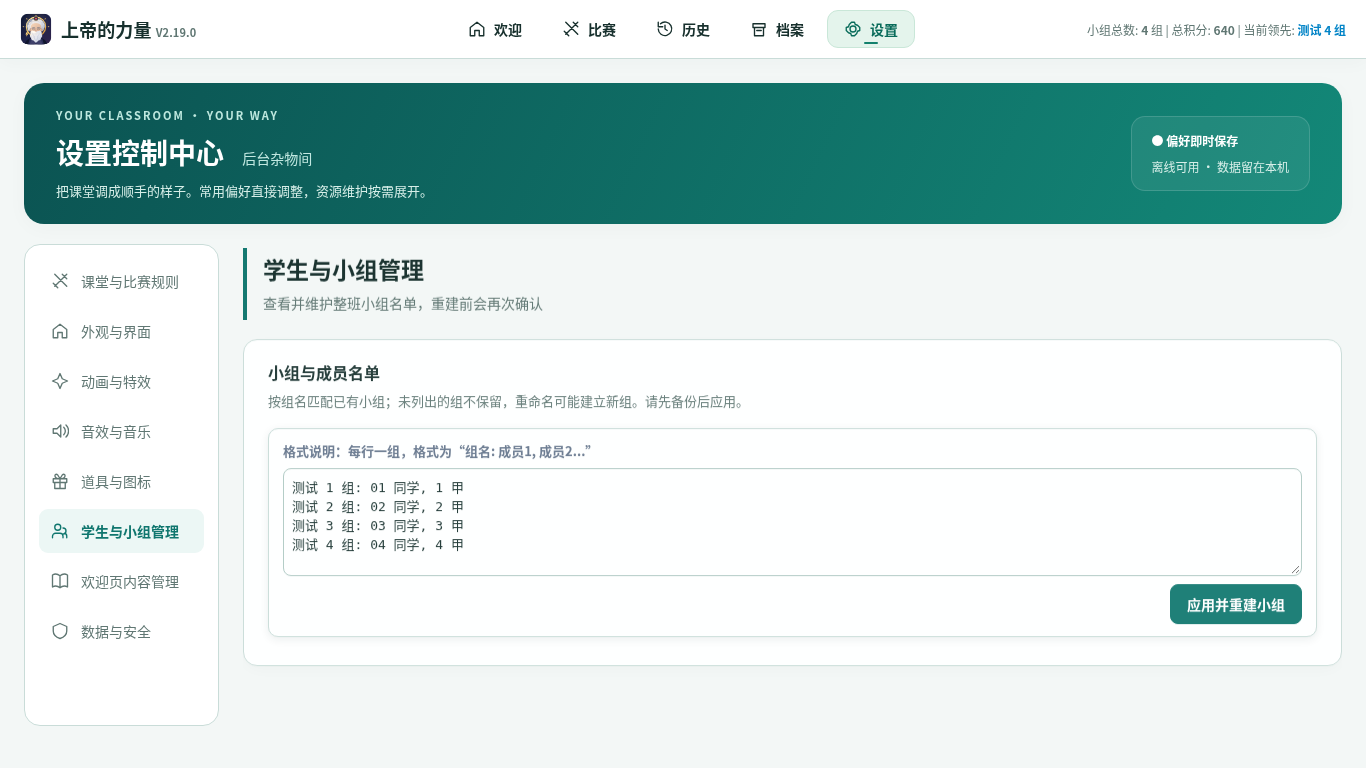 上帝的力量 V2.19.0
欢迎
比赛
历史
档案
设置
小组总数: 4 组 | 总积分: 640 | 当前领先: 测试 4 组
YOUR CLASSROOM · YOUR WAY
设置控制中心 后台杂物间
把课堂调成顺手的样子。常用偏好直接调整，资源维护按需展开。
偏好即时保存
离线可用 · 数据留在本机
课堂与比赛规则
外观与界面
动画与特效
音效与音乐
道具与图标
学生与小组管理
欢迎页内容管理
数据与安全
学生与小组管理
查看并维护整班小组名单，重建前会再次确认
小组与成员名单
按组名匹配已有小组；未列出的组不保留，重命名可能建立新组。请先备份后应用。
格式说明：每行一组，格式为“组名: 成员1, 成员2...”
测试 1 组: 01 同学, 1 甲
测试 2 组: 02 同学, 2 甲
测试 3 组: 03 同学, 3 甲
测试 4 组: 04 同学, 4 甲
应用并重建小组